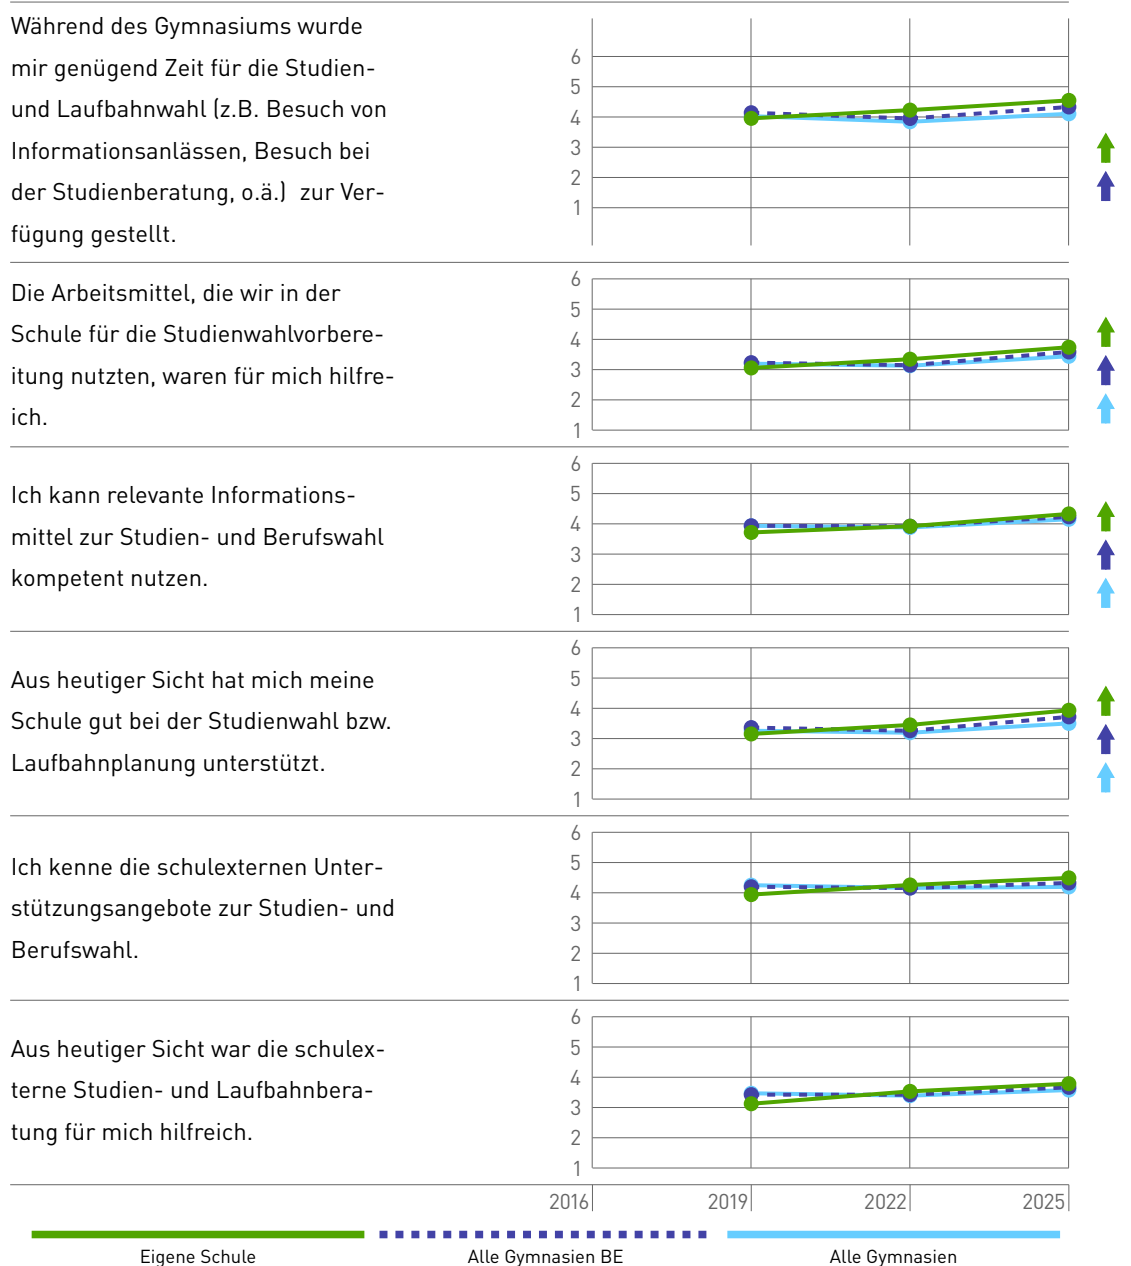 Während des Gymnasiums wurde
mir genügend Zeit für die Studien-
und Laufbahnwahl (z.B. Besuch von
Informationsanlässen, Besuch bei
der Studienberatung, o.ä.) zur Ver-
fügung gestellt.
6
5
4
3
2
1
Die Arbeitsmittel, die wir in der
Schule für die Studienwahlvorbere-
itung nutzten, waren für mich hilfre-
ich.
6
5
4
3
2
1
Ich kann relevante Informations-
mittel zur Studien- und Berufswahl
kompetent nutzen.
6
5
4
3
2
1
Aus heutiger Sicht hat mich meine
Schule gut bei der Studienwahl bzw.
Laufbahnplanung unterstützt.
6
5
4
3
2
1
Ich kenne die schulexternen Unter-
stützungsangebote zur Studien- und
Berufswahl.
6
5
4
3
2
1
Aus heutiger Sicht war die schulex-
terne Studien- und Laufbahnbera-
tung für mich hilfreich.
6
5
4
3
2
1
2016 2019 2022 2025
Eigene Schule Alle Gymnasien BE Alle Gymnasien